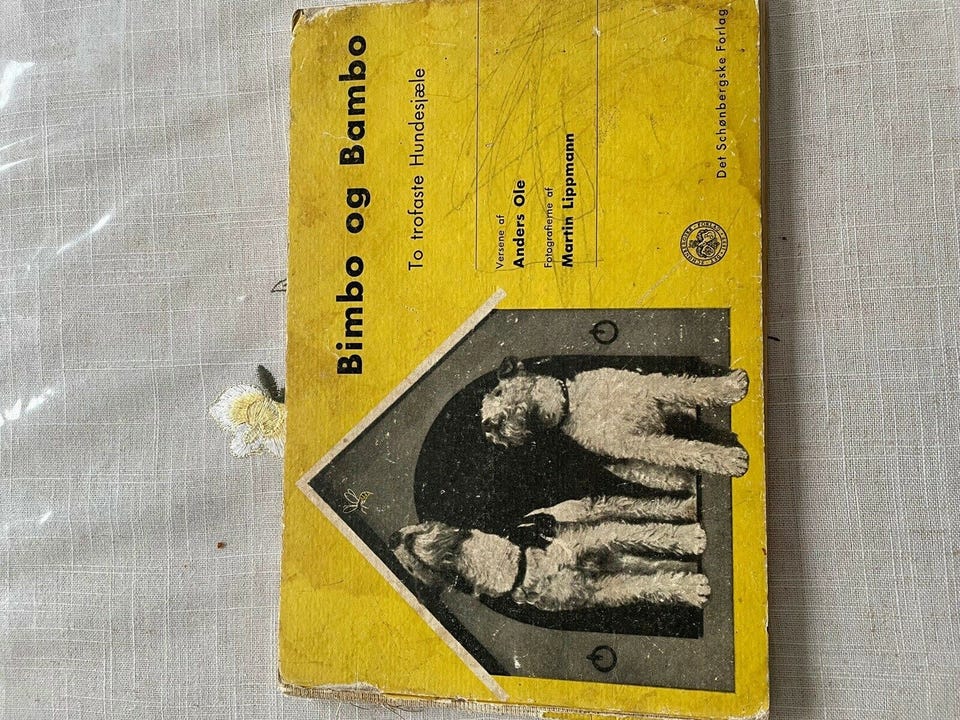 Bimbo og Bambo
To trofaste Hundesjæle
Versene af
Anders Ole
Fotografierne af
Martin Lippmann
Det Schønbergske Forlag